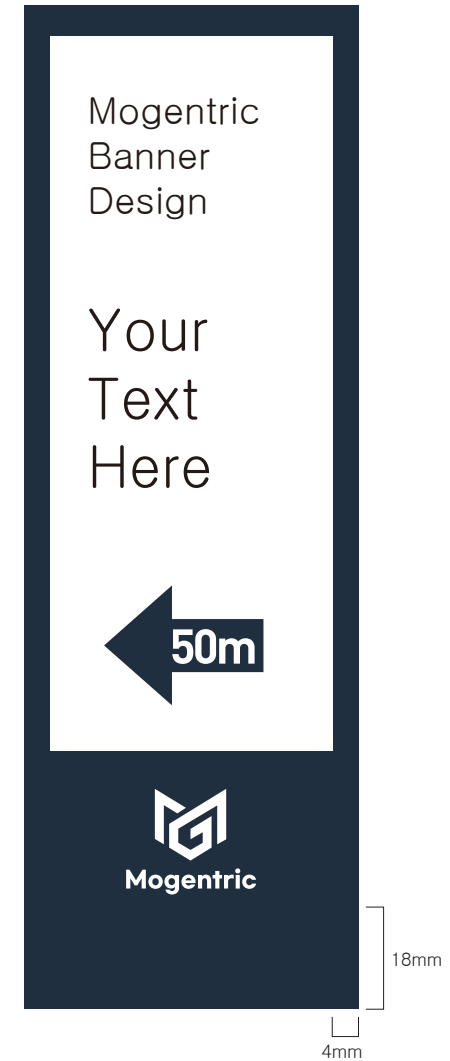 Mogentric
Banner
Design
Your
Text
Here
50m
Mogentric
18mm
4mm